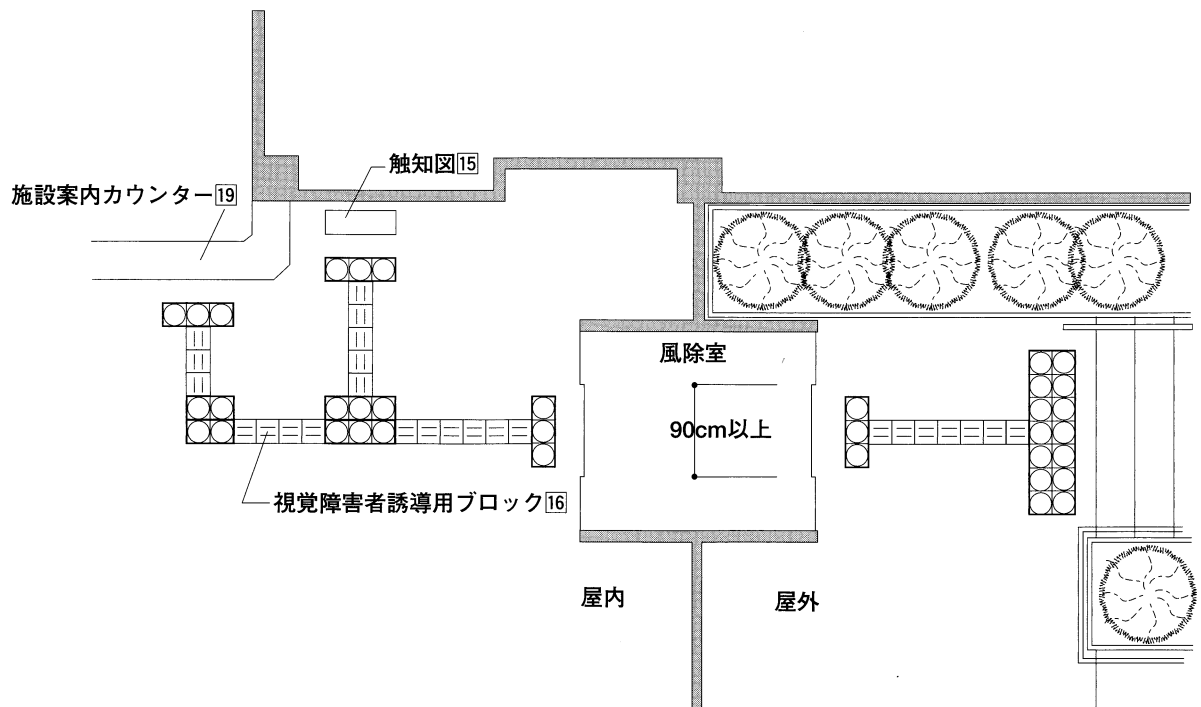 触知図15
施設案内カウンター19
風除室
90cm以上
視覚障害者誘導用ブロック16
屋内
屋外